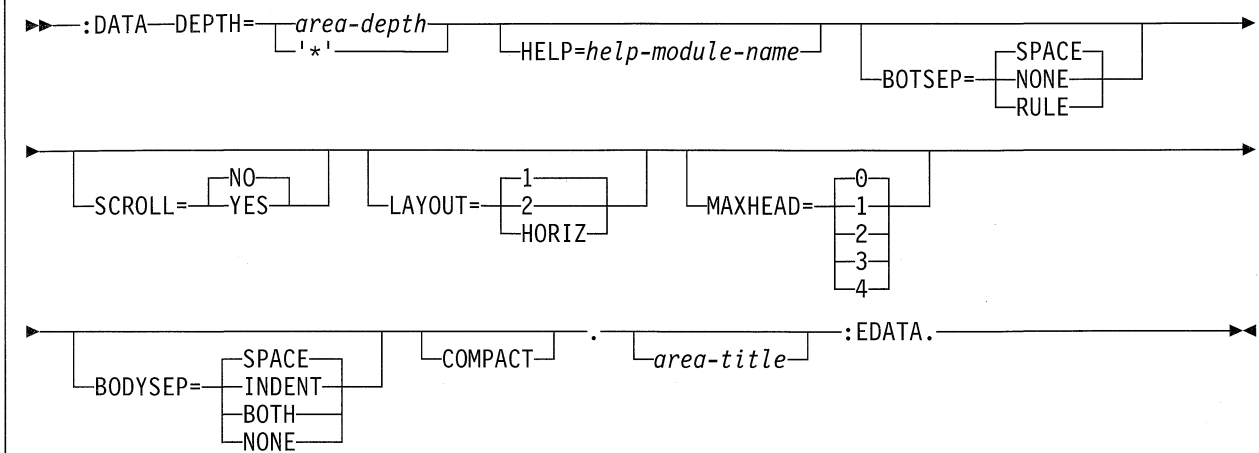 :DATA DEPTH= area-depth
'*'
HELP=help-module-name
BOTSEP= SPACE
NONE
RULE
SCROLL= NO
YES
LAYOUT= 1
2
HORIZ
MAXHEAD= 0
1
2
3
4
BODYSEP= SPACE
INDENT
BOTH
NONE
COMPACT
.
area-title
:EDATA.